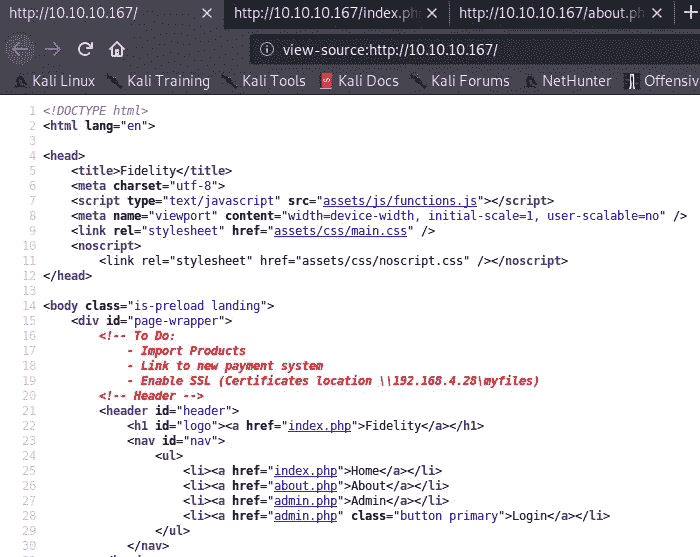 http://10.10.10.167/ × http://10.10.10.167/index.ph × http://10.10.10.167/about.ph × +
view-source:http://10.10.10.167/
Kali Linux Kali Training Kali Tools Kali Docs Kali Forums NetHunter Offensiv
1 <!DOCTYPE html>
2 <html lang="en">
3
4 <head>
5 <title>Fidelity</title>
6 <meta charset="utf-8">
7 <script type="text/javascript" src="assets/js/functions.js"></script>
8 <meta name="viewport" content="width=device-width, initial-scale=1, user-scalable=no" />
9 <link rel="stylesheet" href="assets/css/main.css" />
10 <noscript>
11 <link rel="stylesheet" href="assets/css/noscript.css" /></noscript>
12 </head>
13
14 <body class="is-preload landing">
15 <div id="page-wrapper">
16 <!-- To Do:
17 - Import Products
18 - Link to new payment system
19 - Enable SSL (Certificates location \\192.168.4.28\myfiles)
20 <!-- Header -->
21 <header id="header">
22 <h1 id="logo"><a href="index.php">Fidelity</a></h1>
23 <nav id="nav">
24 <ul>
25 <li><a href="index.php">Home</a></li>
26 <li><a href="about.php">About</a></li>
27 <li><a href="admin.php">Admin</a></li>
28 <li><a href="admin.php" class="button primary">Login</a></li>
29 </ul>
30 </nav>